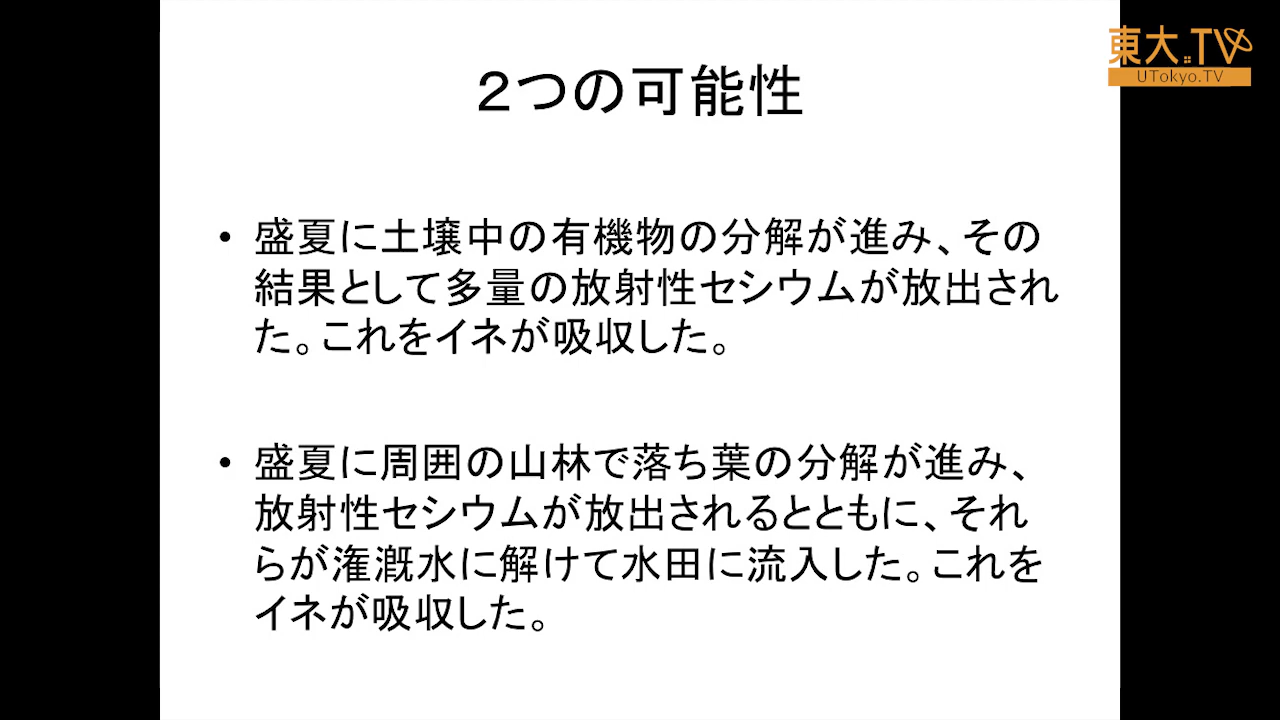 東大.TV
UTokyo.TV
２つの可能性
• 盛夏に土壌中の有機物の分解が進み、その
結果として多量の放射性セシウムが放出され
た。これをイネが吸収した。
• 盛夏に周囲の山林で落ち葉の分解が進み、
放射性セシウムが放出されるとともに、それ
らが潅漑水に解けて水田に流入した。これを
イネが吸収した。